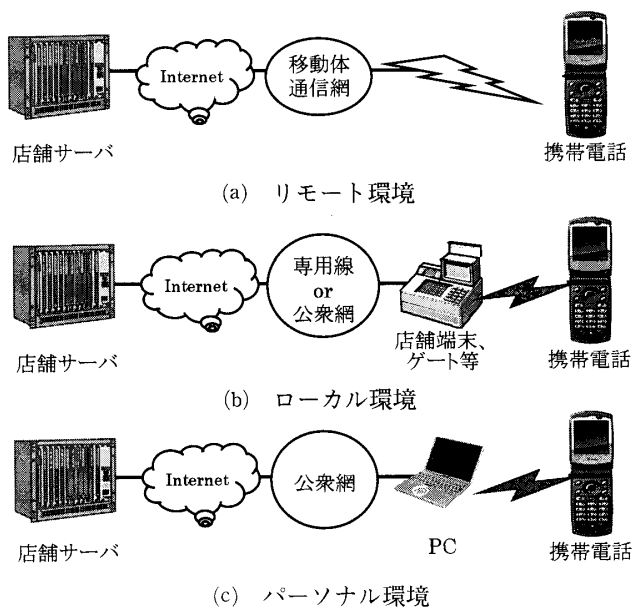 Internet
移動体
通信網
店舗サーバ
携帯電話
(a) リモート環境
Internet
専用線
or
公衆網
店舗サーバ
店舗端末、
ゲート等
携帯電話
(b) ローカル環境
Internet
公衆網
店舗サーバ
PC
携帯電話
(c) パーソナル環境